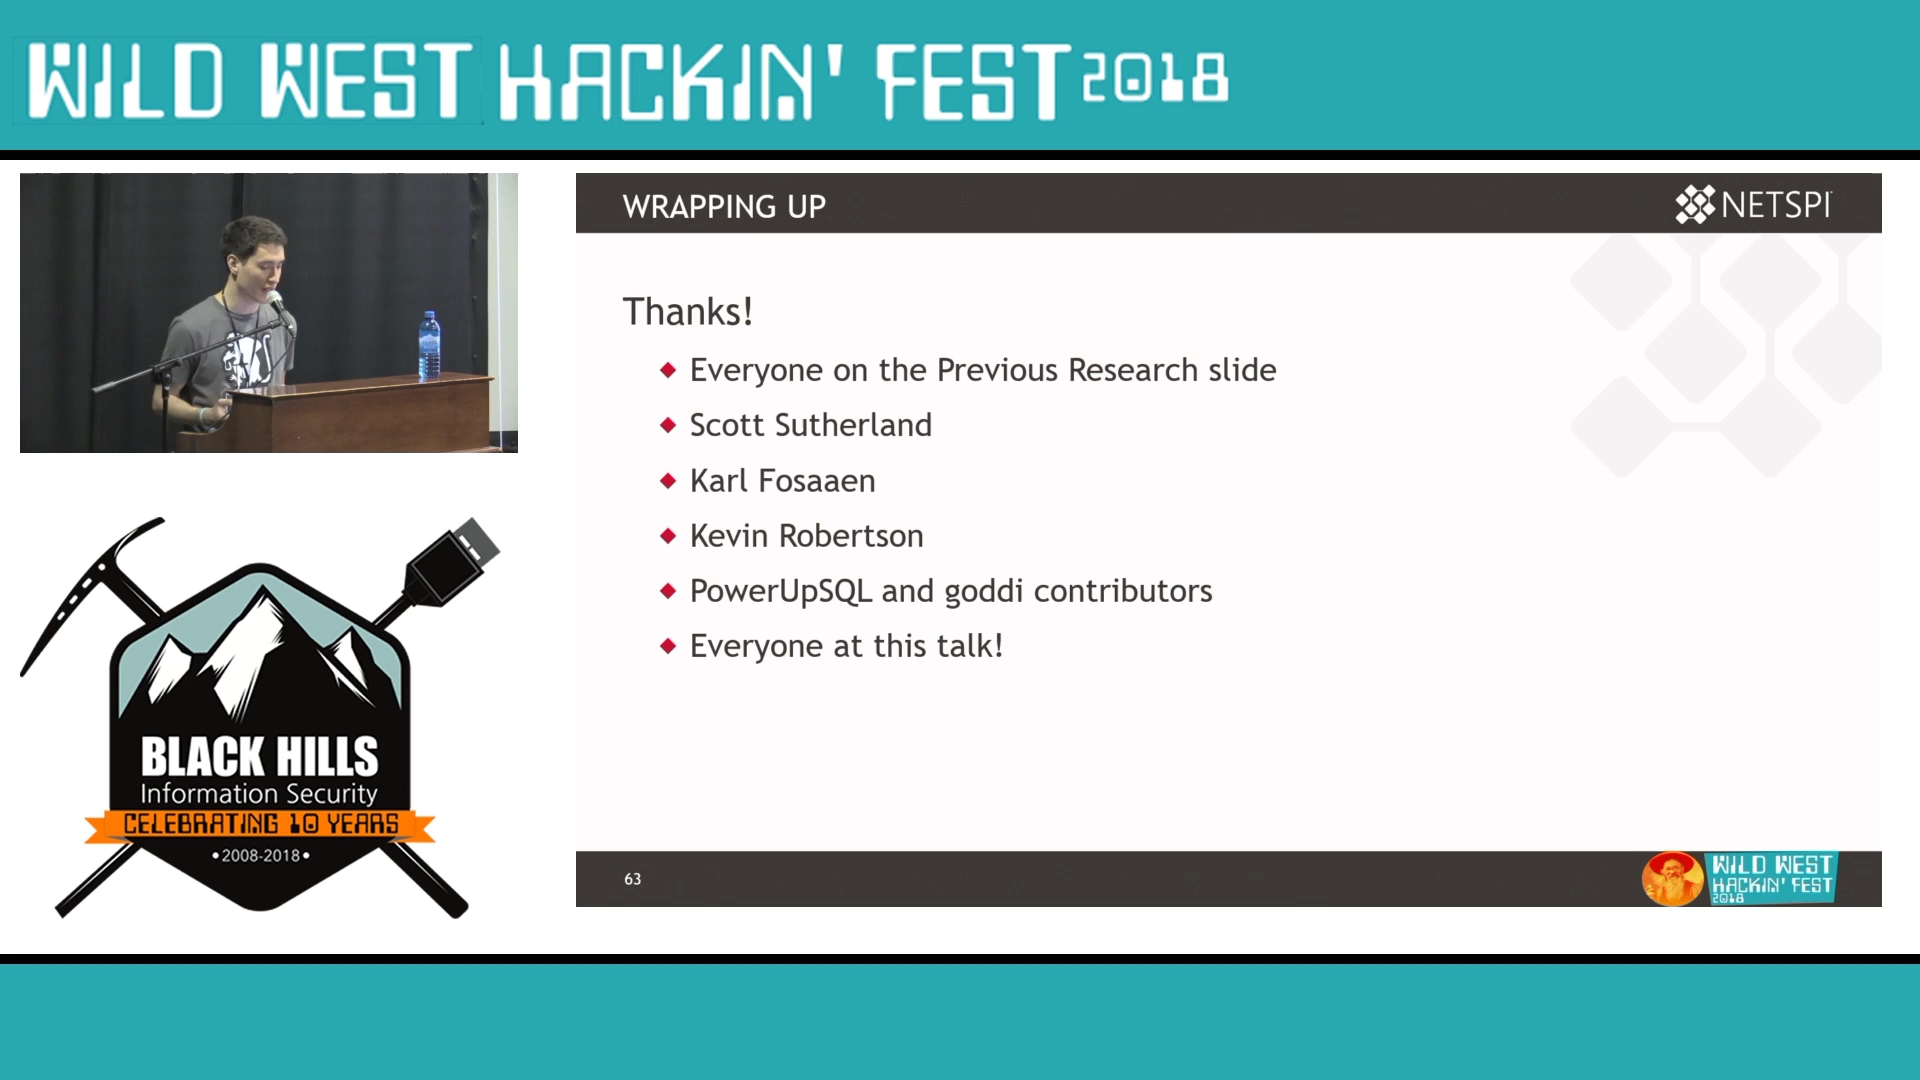 WILD WEST HACKIN' FEST 2018
WRAPPING UP
NETSPI
Thanks!
Everyone on the Previous Research slide
Scott Sutherland
Karl Fosaaen
Kevin Robertson
PowerUpSQL and goddi contributors
Everyone at this talk!
63
WILD WEST
HACKIN' FEST
2018
BLACK HILLS
Information Security
CELEBRATING 10 YEARS
•2008-2018•